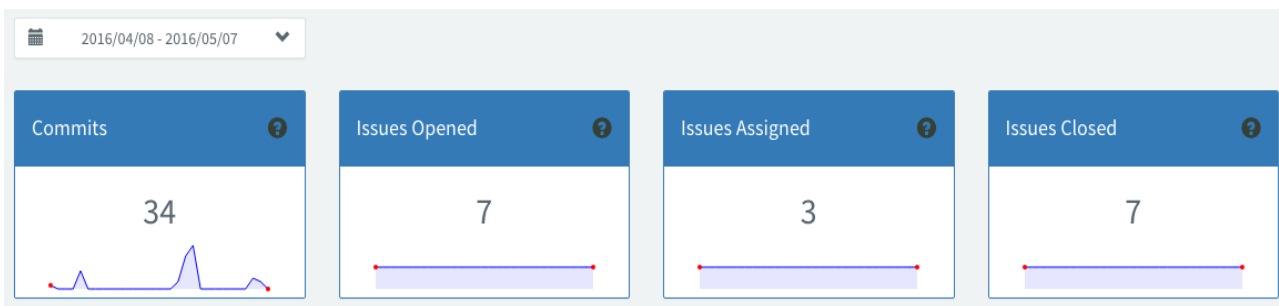 2016/04/08 - 2016/05/07
Commits ?
Issues Opened ?
Issues Assigned ?
Issues Closed ?
34
7
3
7